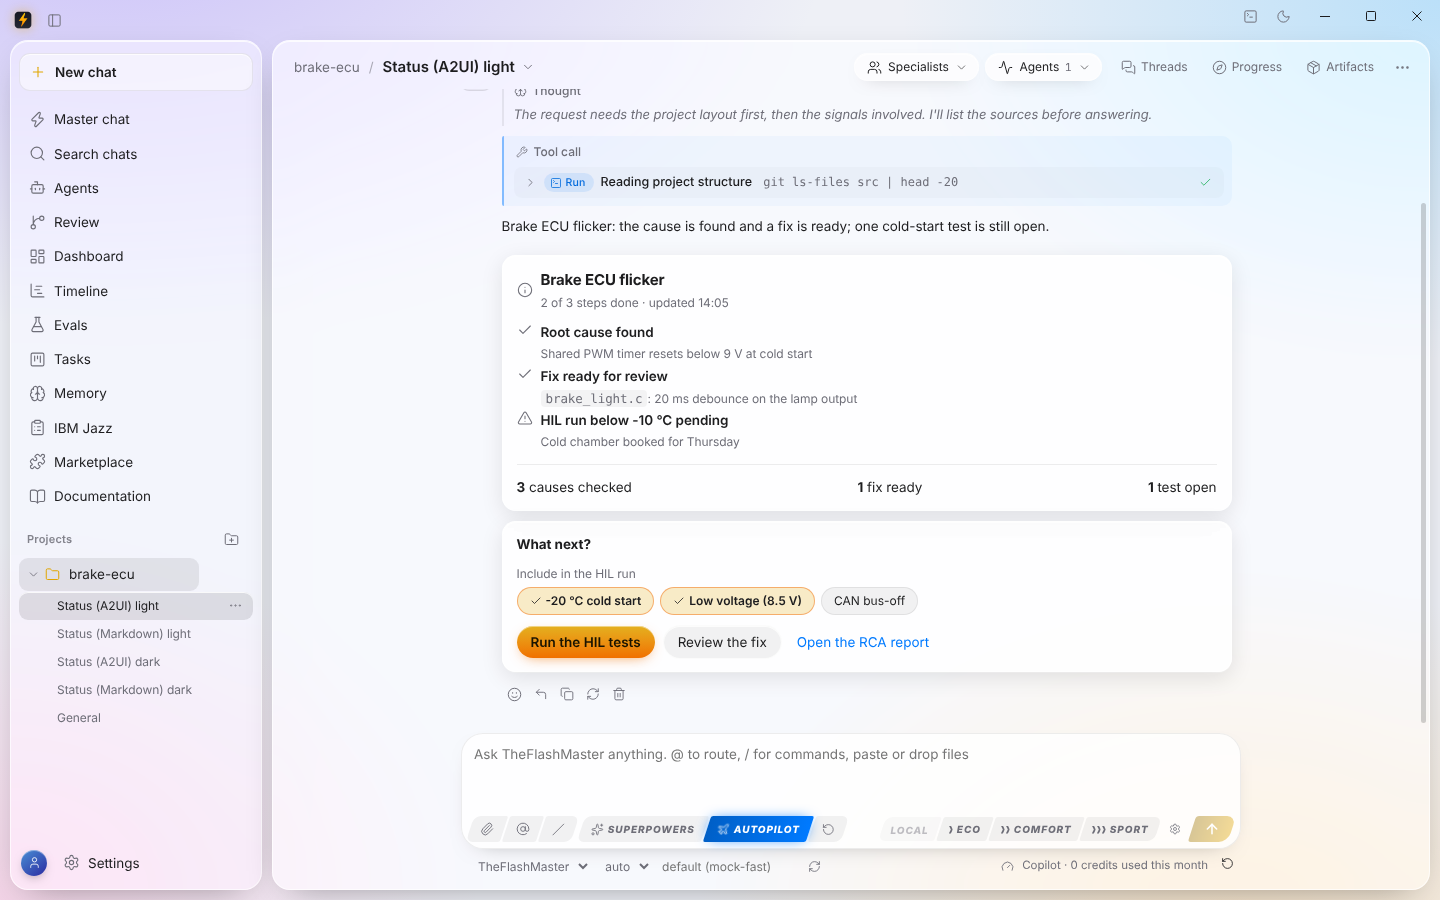 New chat
Master chat
Search chats
Agents
Review
Dashboard
Timeline
Evals
Tasks
Memory
IBM Jazz
Marketplace
Documentation
Projects
brake-ecu
Status (A2UI) light
Status (Markdown) light
Status (A2UI) dark
Status (Markdown) dark
General
Settings
brake-ecu / Status (A2UI) light
Specialists
Agents 1
Threads
Progress
Artifacts
Thought
The request needs the project layout first, then the signals involved. I'll list the sources before answering.
Tool call
Run Reading project structure git ls-files src | head -20
Brake ECU flicker: the cause is found and a fix is ready; one cold-start test is still open.
Brake ECU flicker
2 of 3 steps done · updated 14:05
Root cause found
Shared PWM timer resets below 9 V at cold start
Fix ready for review
brake_light.c: 20 ms debounce on the lamp output
HIL run below -10 °C pending
Cold chamber booked for Thursday
3 causes checked 1 fix ready 1 test open
What next?
Include in the HIL run
-20 °C cold start Low voltage (8.5 V) CAN bus-off
Run the HIL tests Review the fix Open the RCA report
Ask TheFlashMaster anything. @ to route, / for commands, paste or drop files
SUPERPOWERS AUTOPILOT LOCAL ECO COMFORT SPORT
TheFlashMaster auto default (mock-fast) Copilot · 0 credits used this month